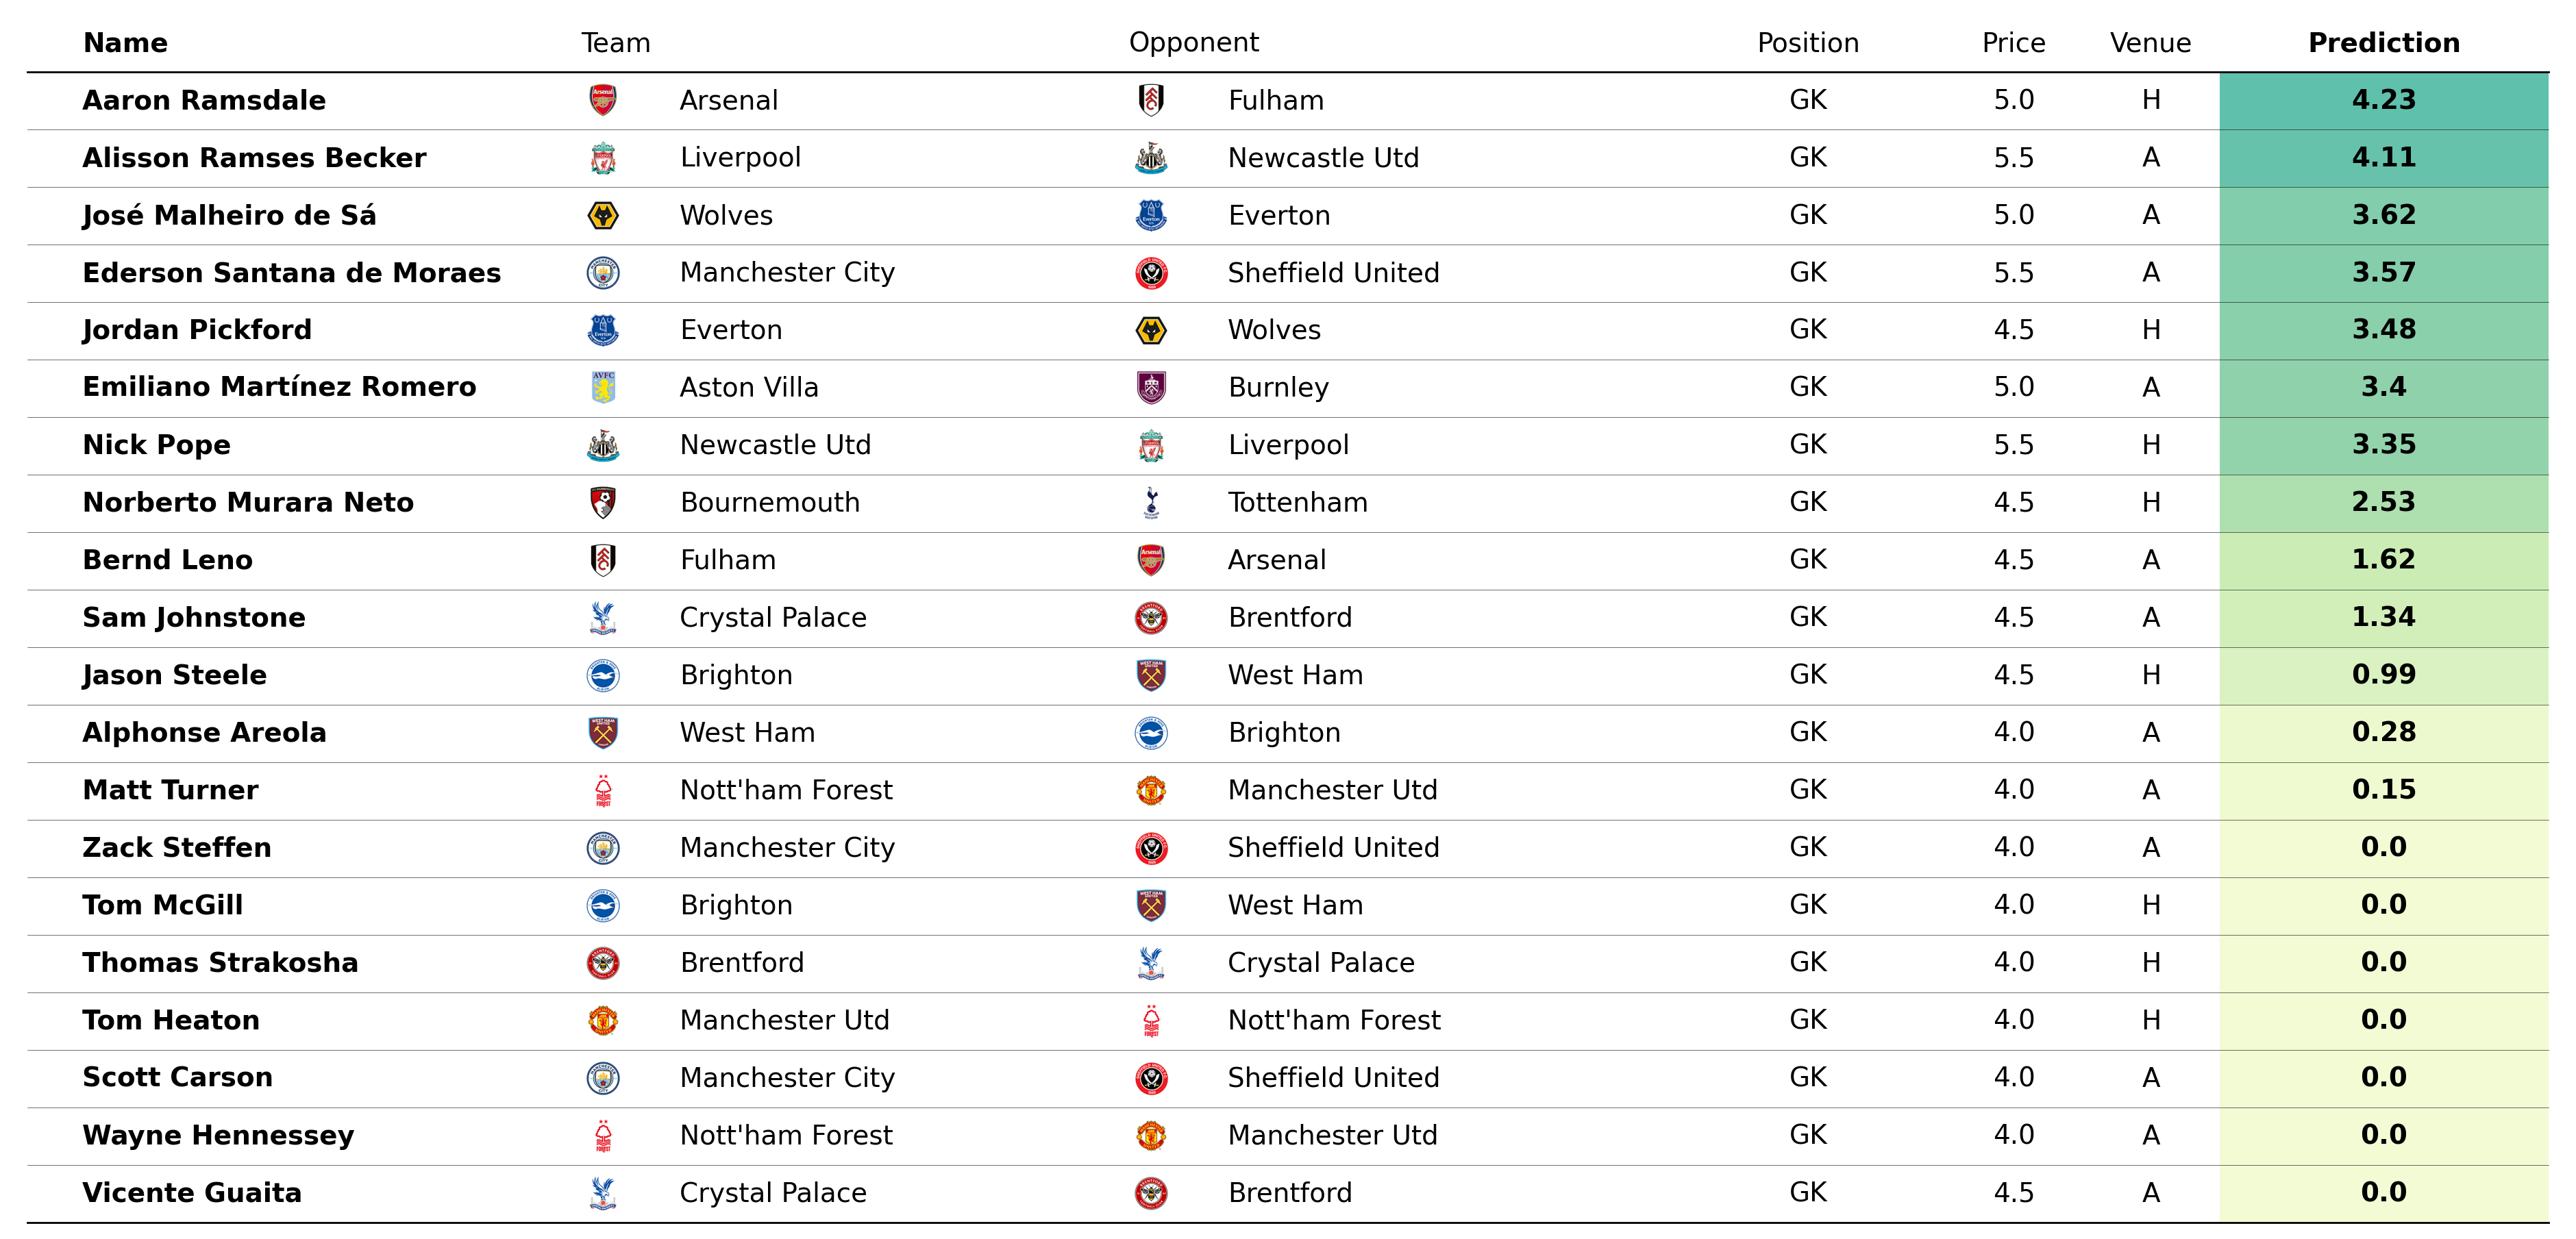 Name Team Opponent Position Price Venue Prediction
Aaron Ramsdale Arsenal Fulham GK 5.0 H 4.23
Alisson Ramses Becker Liverpool Newcastle Utd GK 5.5 A 4.11
José Malheiro de Sá Wolves Everton GK 5.0 A 3.62
Ederson Santana de Moraes Manchester City Sheffield United GK 5.5 A 3.57
Jordan Pickford Everton Wolves GK 4.5 H 3.48
Emiliano Martínez Romero Aston Villa Burnley GK 5.0 A 3.4
Nick Pope Newcastle Utd Liverpool GK 5.5 H 3.35
Norberto Murara Neto Bournemouth Tottenham GK 4.5 H 2.53
Bernd Leno Fulham Arsenal GK 4.5 A 1.62
Sam Johnstone Crystal Palace Brentford GK 4.5 A 1.34
Jason Steele Brighton West Ham GK 4.5 H 0.99
Alphonse Areola West Ham Brighton GK 4.0 A 0.28
Matt Turner Nott'ham Forest Manchester Utd GK 4.0 A 0.15
Zack Steffen Manchester City Sheffield United GK 4.0 A 0.0
Tom McGill Brighton West Ham GK 4.0 H 0.0
Thomas Strakosha Brentford Crystal Palace GK 4.0 H 0.0
Tom Heaton Manchester Utd Nott'ham Forest GK 4.0 H 0.0
Scott Carson Manchester City Sheffield United GK 4.0 A 0.0
Wayne Hennessey Nott'ham Forest Manchester Utd GK 4.0 A 0.0
Vicente Guaita Crystal Palace Brentford GK 4.5 A 0.0